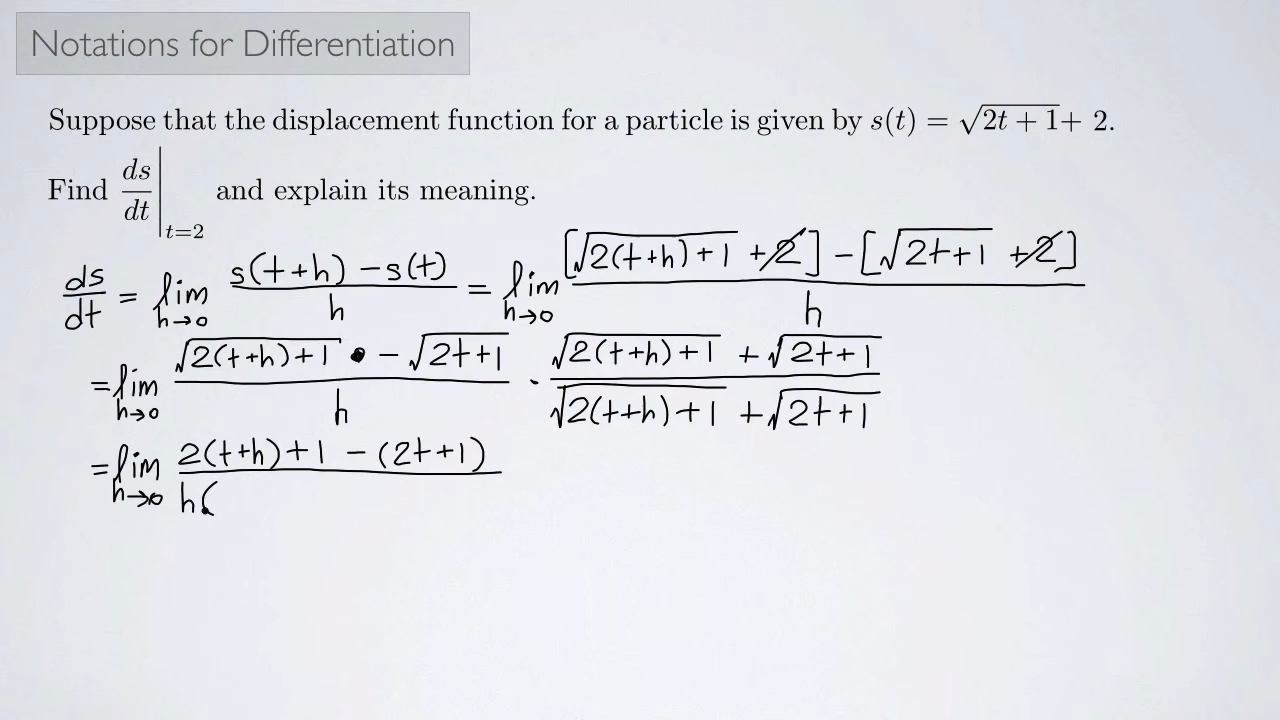 Notations for Differentiation
Suppose that the displacement function for a particle is given by s(t) = √(2t + 1) + 2.
Find ds/dt |_{t=2} and explain its meaning.
ds/dt = lim_{h→0} (s(t+h) - s(t))/h = lim_{h→0} ([√(2(t+h)+1) + 2] - [√(2t+1) + 2])/h
= lim_{h→0} (√(2(t+h)+1) - √(2t+1))/h · (√(2(t+h)+1) + √(2t+1))/(√(2(t+h)+1) + √(2t+1))
= lim_{h→0} (2(t+h)+1 - (2t+1))/h(